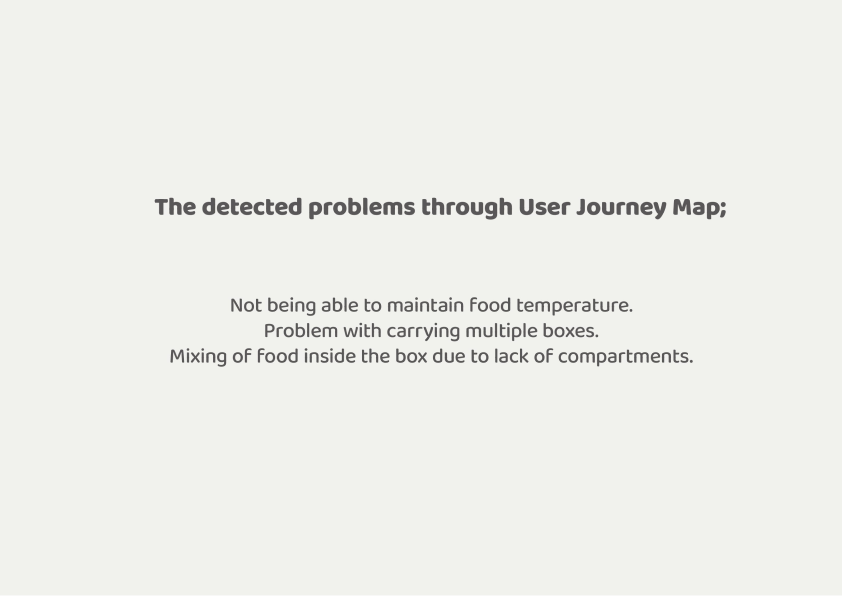 The detected problems through User Journey Map;
Not being able to maintain food temperature.
Problem with carrying multiple boxes.
Mixing of food inside the box due to lack of compartments.